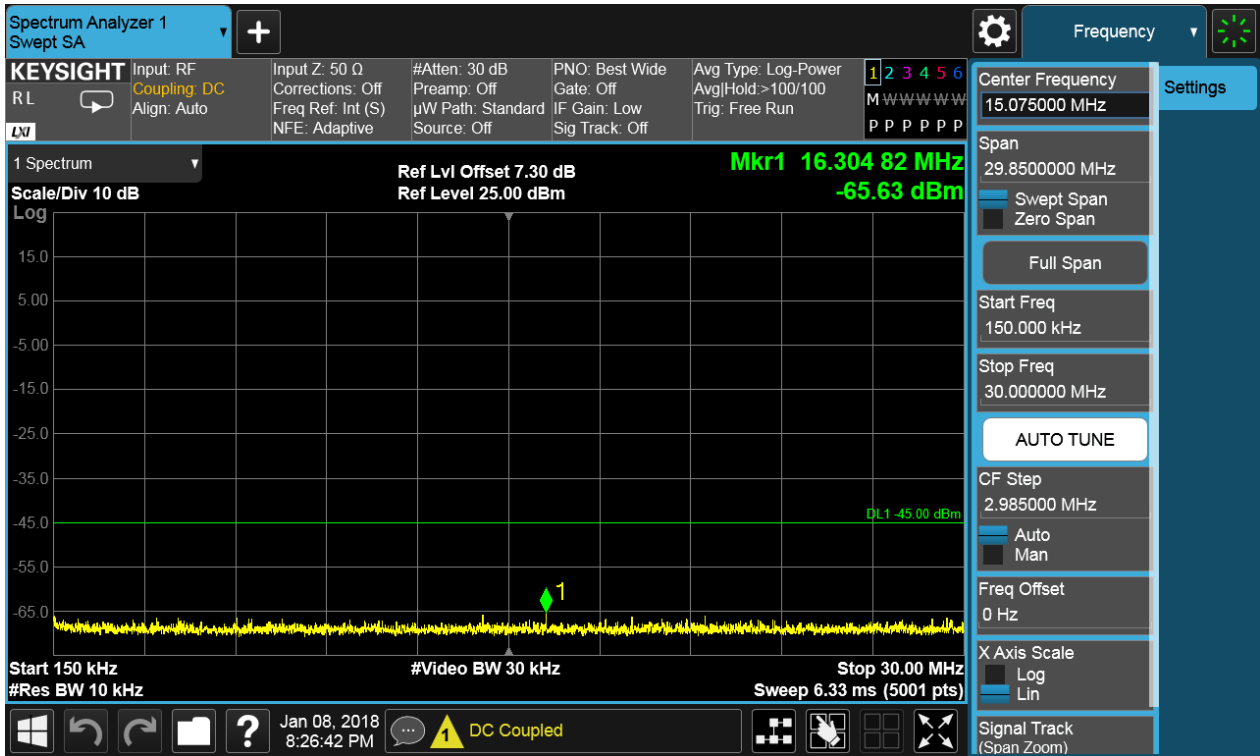 Spectrum Analyzer 1
Swept SA
+
Frequency
KEYSIGHT
RL
LXI
Input: RF
Coupling: DC
Align: Auto
Input Z: 50 Ω
Corrections: Off
Freq Ref: Int (S)
NFE: Adaptive
#Atten: 30 dB
Preamp: Off
µW Path: Standard
Source: Off
PNO: Best Wide
Gate: Off
IF Gain: Low
Sig Track: Off
Avg Type: Log-Power
Avg|Hold:>100/100
Trig: Free Run
1 2 3 4 5 6
M W W W W W
P P P P P P
1 Spectrum
Scale/Div 10 dB
Ref Lvl Offset 7.30 dB
Ref Level 25.00 dBm
Mkr1 16.304 82 MHz
-65.63 dBm
Log
15.0
5.00
-5.00
-15.0
-25.0
-35.0
-45.0
-55.0
-65.0
DL1 -45.00 dBm
1
Start 150 kHz
#Res BW 10 kHz
#Video BW 30 kHz
Stop 30.00 MHz
Sweep 6.33 ms (5001 pts)
Center Frequency
15.075000 MHz
Span
29.8500000 MHz
Swept Span
Zero Span
Full Span
Start Freq
150.000 kHz
Stop Freq
30.000000 MHz
AUTO TUNE
CF Step
2.985000 MHz
Auto
Man
Freq Offset
0 Hz
X Axis Scale
Log
Lin
Signal Track
(Span Zoom)
Settings
?
Jan 08, 2018
8:26:42 PM
1
DC Coupled